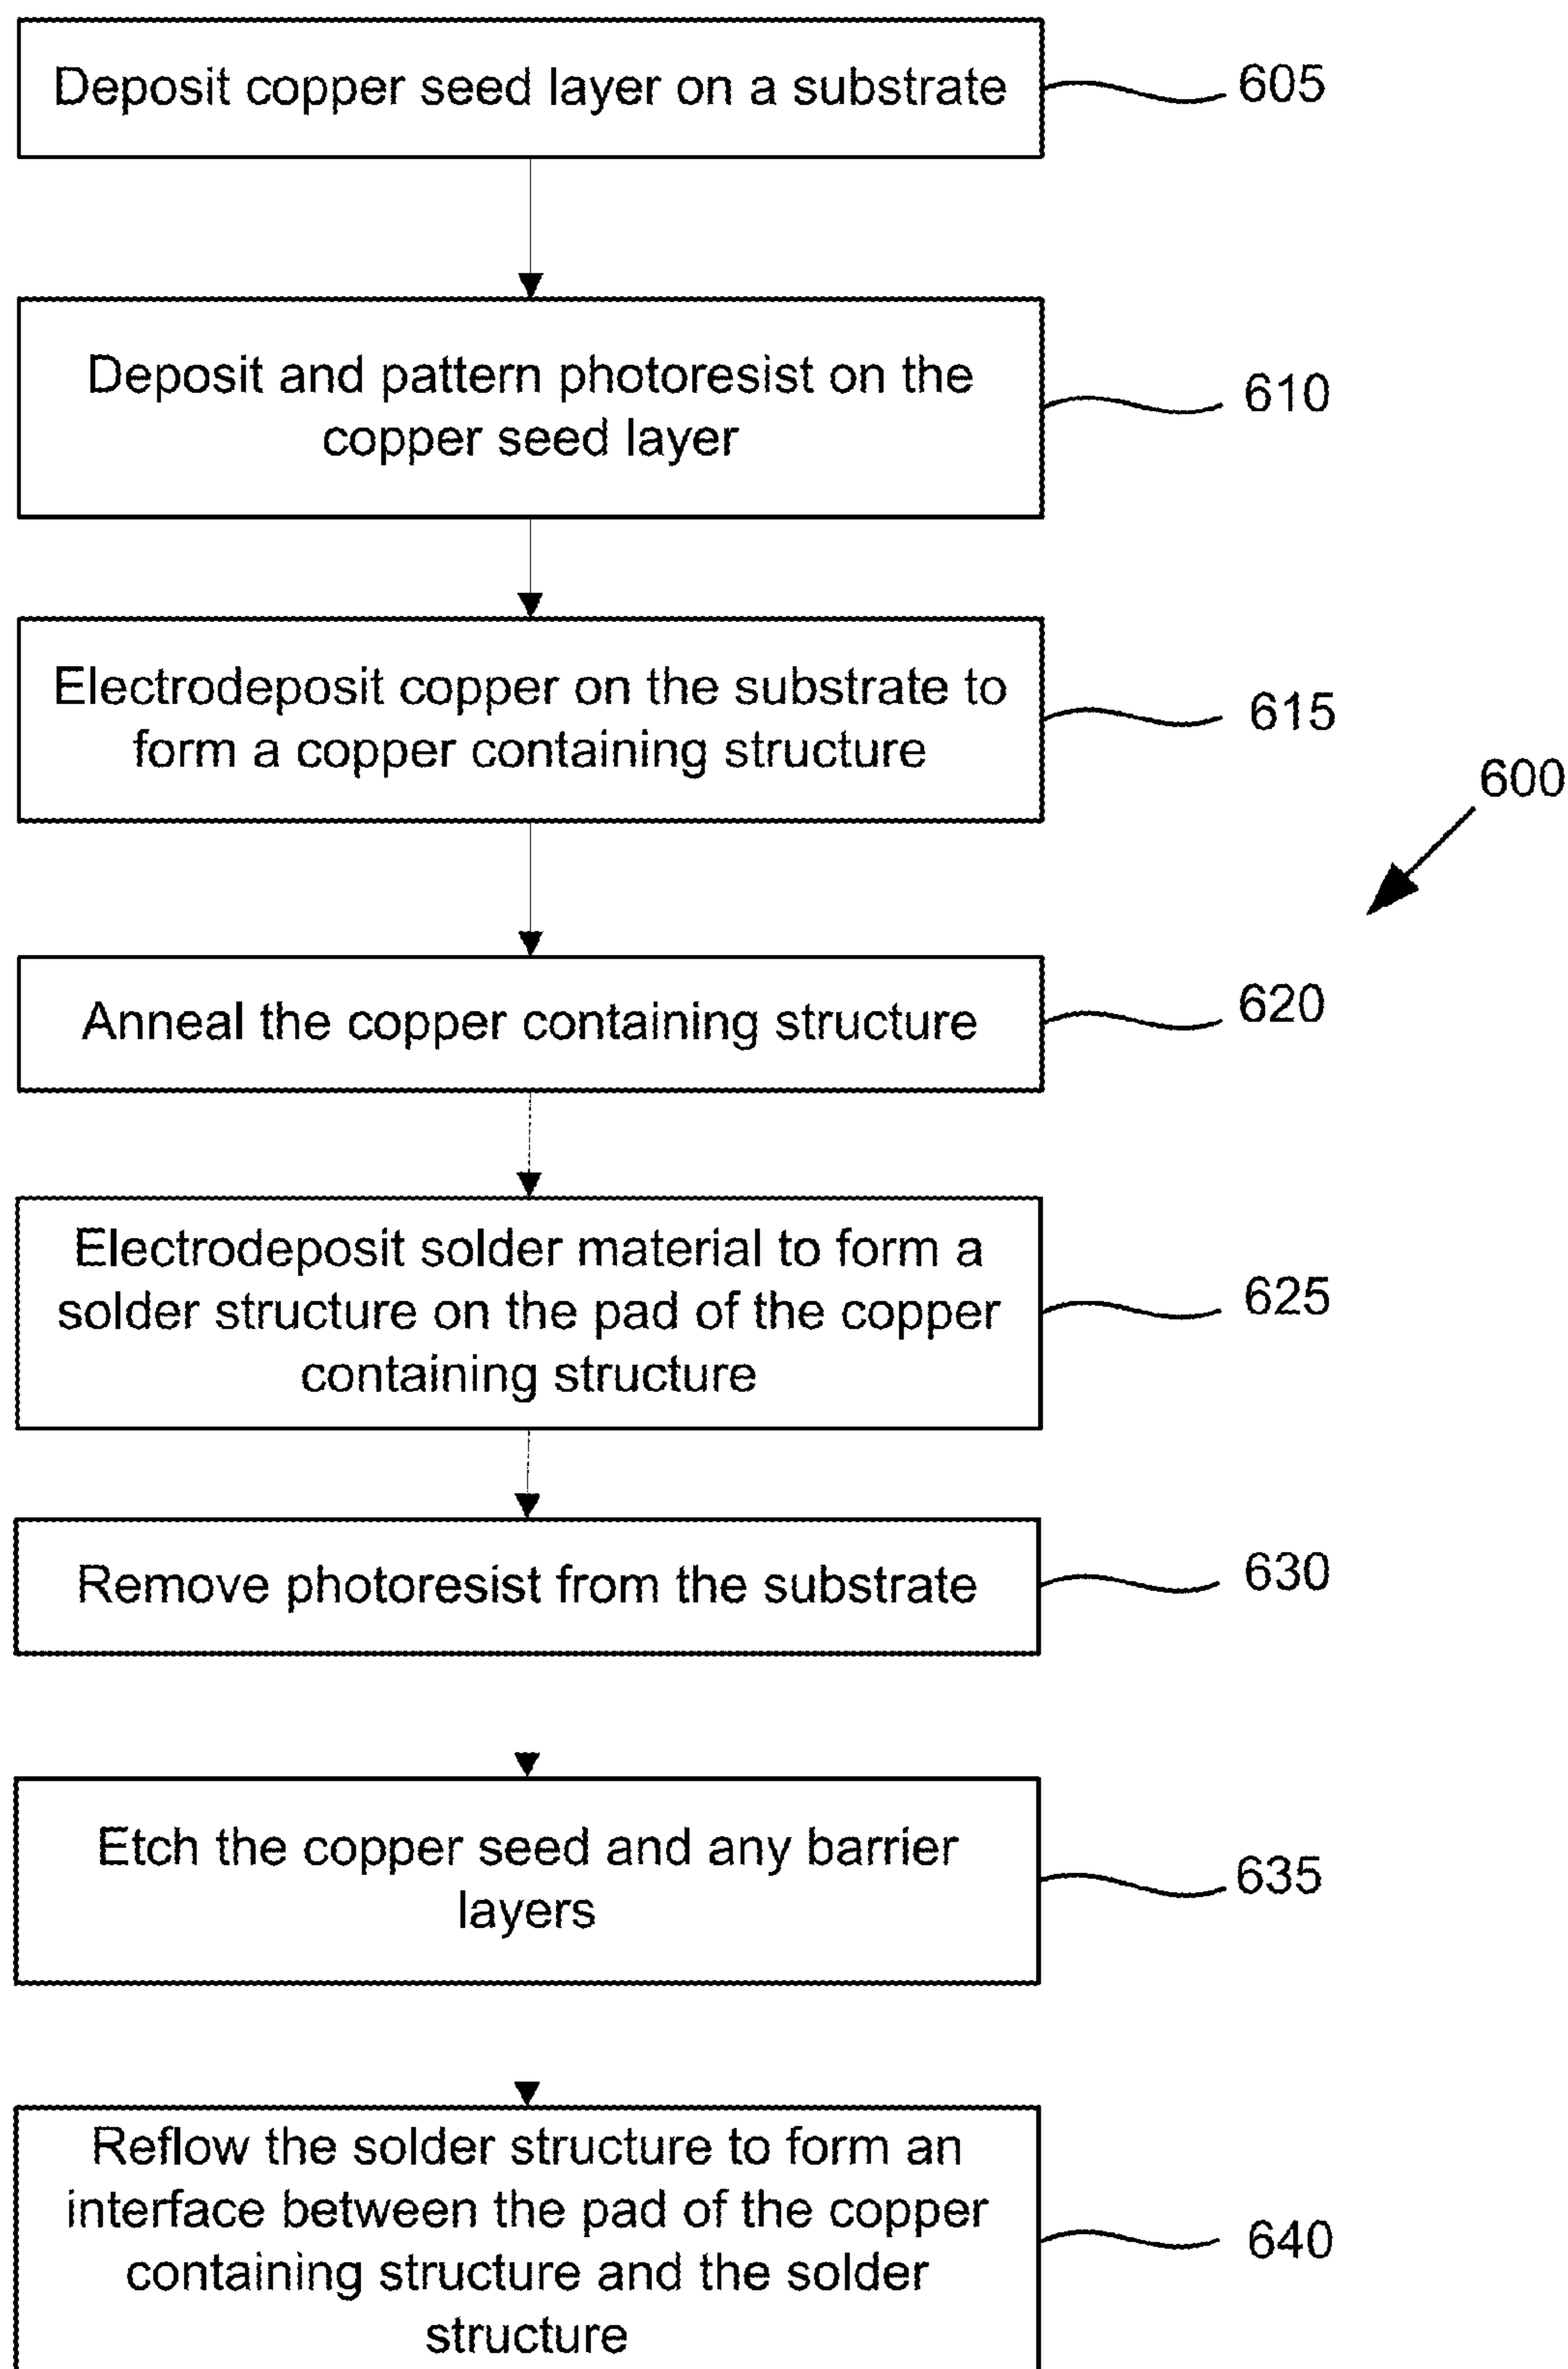 Deposit copper seed layer on a substrate
605
Deposit and pattern photoresist on the
copper seed layer
610
Electrodeposit copper on the substrate to
form a copper containing structure
615
600
Anneal the copper containing structure
620
Electrodeposit solder material to form a
solder structure on the pad of the copper
containing structure
625
Remove photoresist from the substrate
630
Etch the copper seed and any barrier
layers
635
Reflow the solder structure to form an
interface between the pad of the copper
containing structure and the solder
structure
640